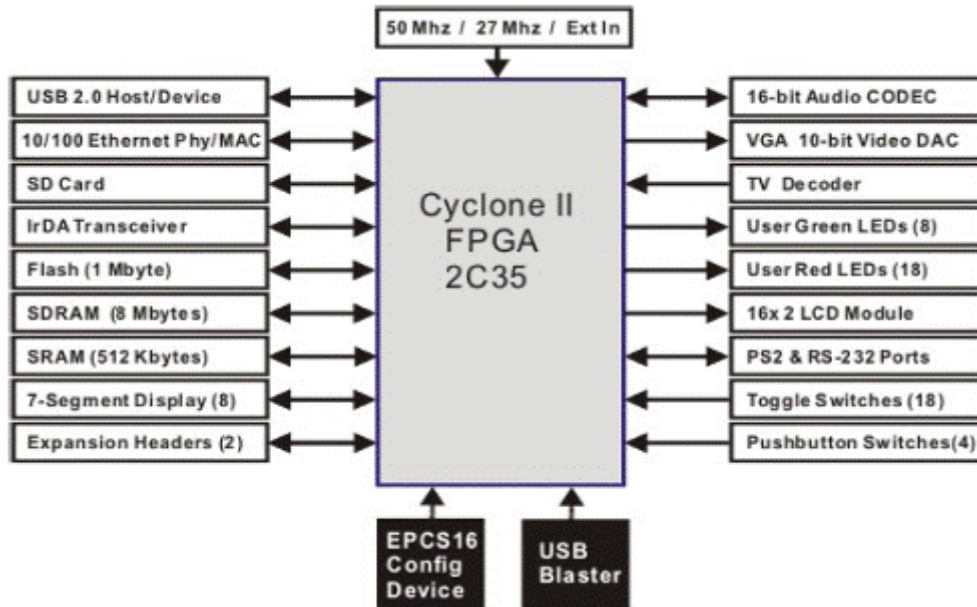 50 Mhz / 27 Mhz / Ext In
USB 2.0 Host/Device
10/100 Ethernet Phy/MAC
SD Card
IrDA Transceiver
Flash (1 Mbyte)
SDRAM (8 Mbytes)
SRAM (512 Kbytes)
7-Segment Display (8)
Expansion Headers (2)
Cyclone II
FPGA
2C35
16-bit Audio CODEC
VGA 10-bit Video DAC
TV Decoder
User Green LEDs (8)
User Red LEDs (18)
16x 2 LCD Module
PS2 & RS-232 Ports
Toggle Switches (18)
Pushbutton Switches(4)
EPCS16
Config
Device
USB
Blaster